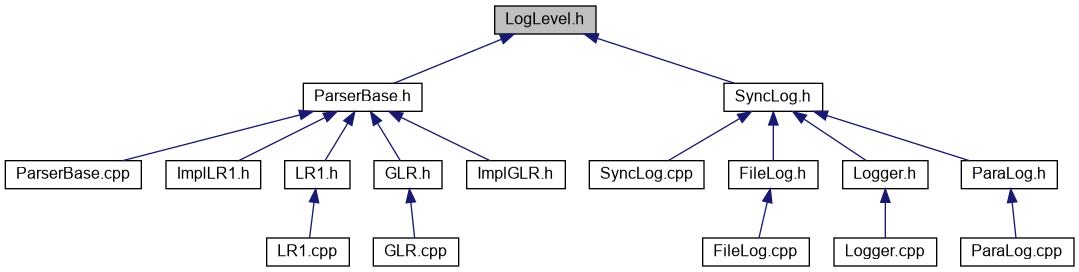 LogLevel.h
ParserBase.h
SyncLog.h
ParserBase.cpp
ImplLR1.h
LR1.h
GLR.h
ImplGLR.h
SyncLog.cpp
FileLog.h
Logger.h
ParaLog.h
LR1.cpp
GLR.cpp
FileLog.cpp
Logger.cpp
ParaLog.cpp